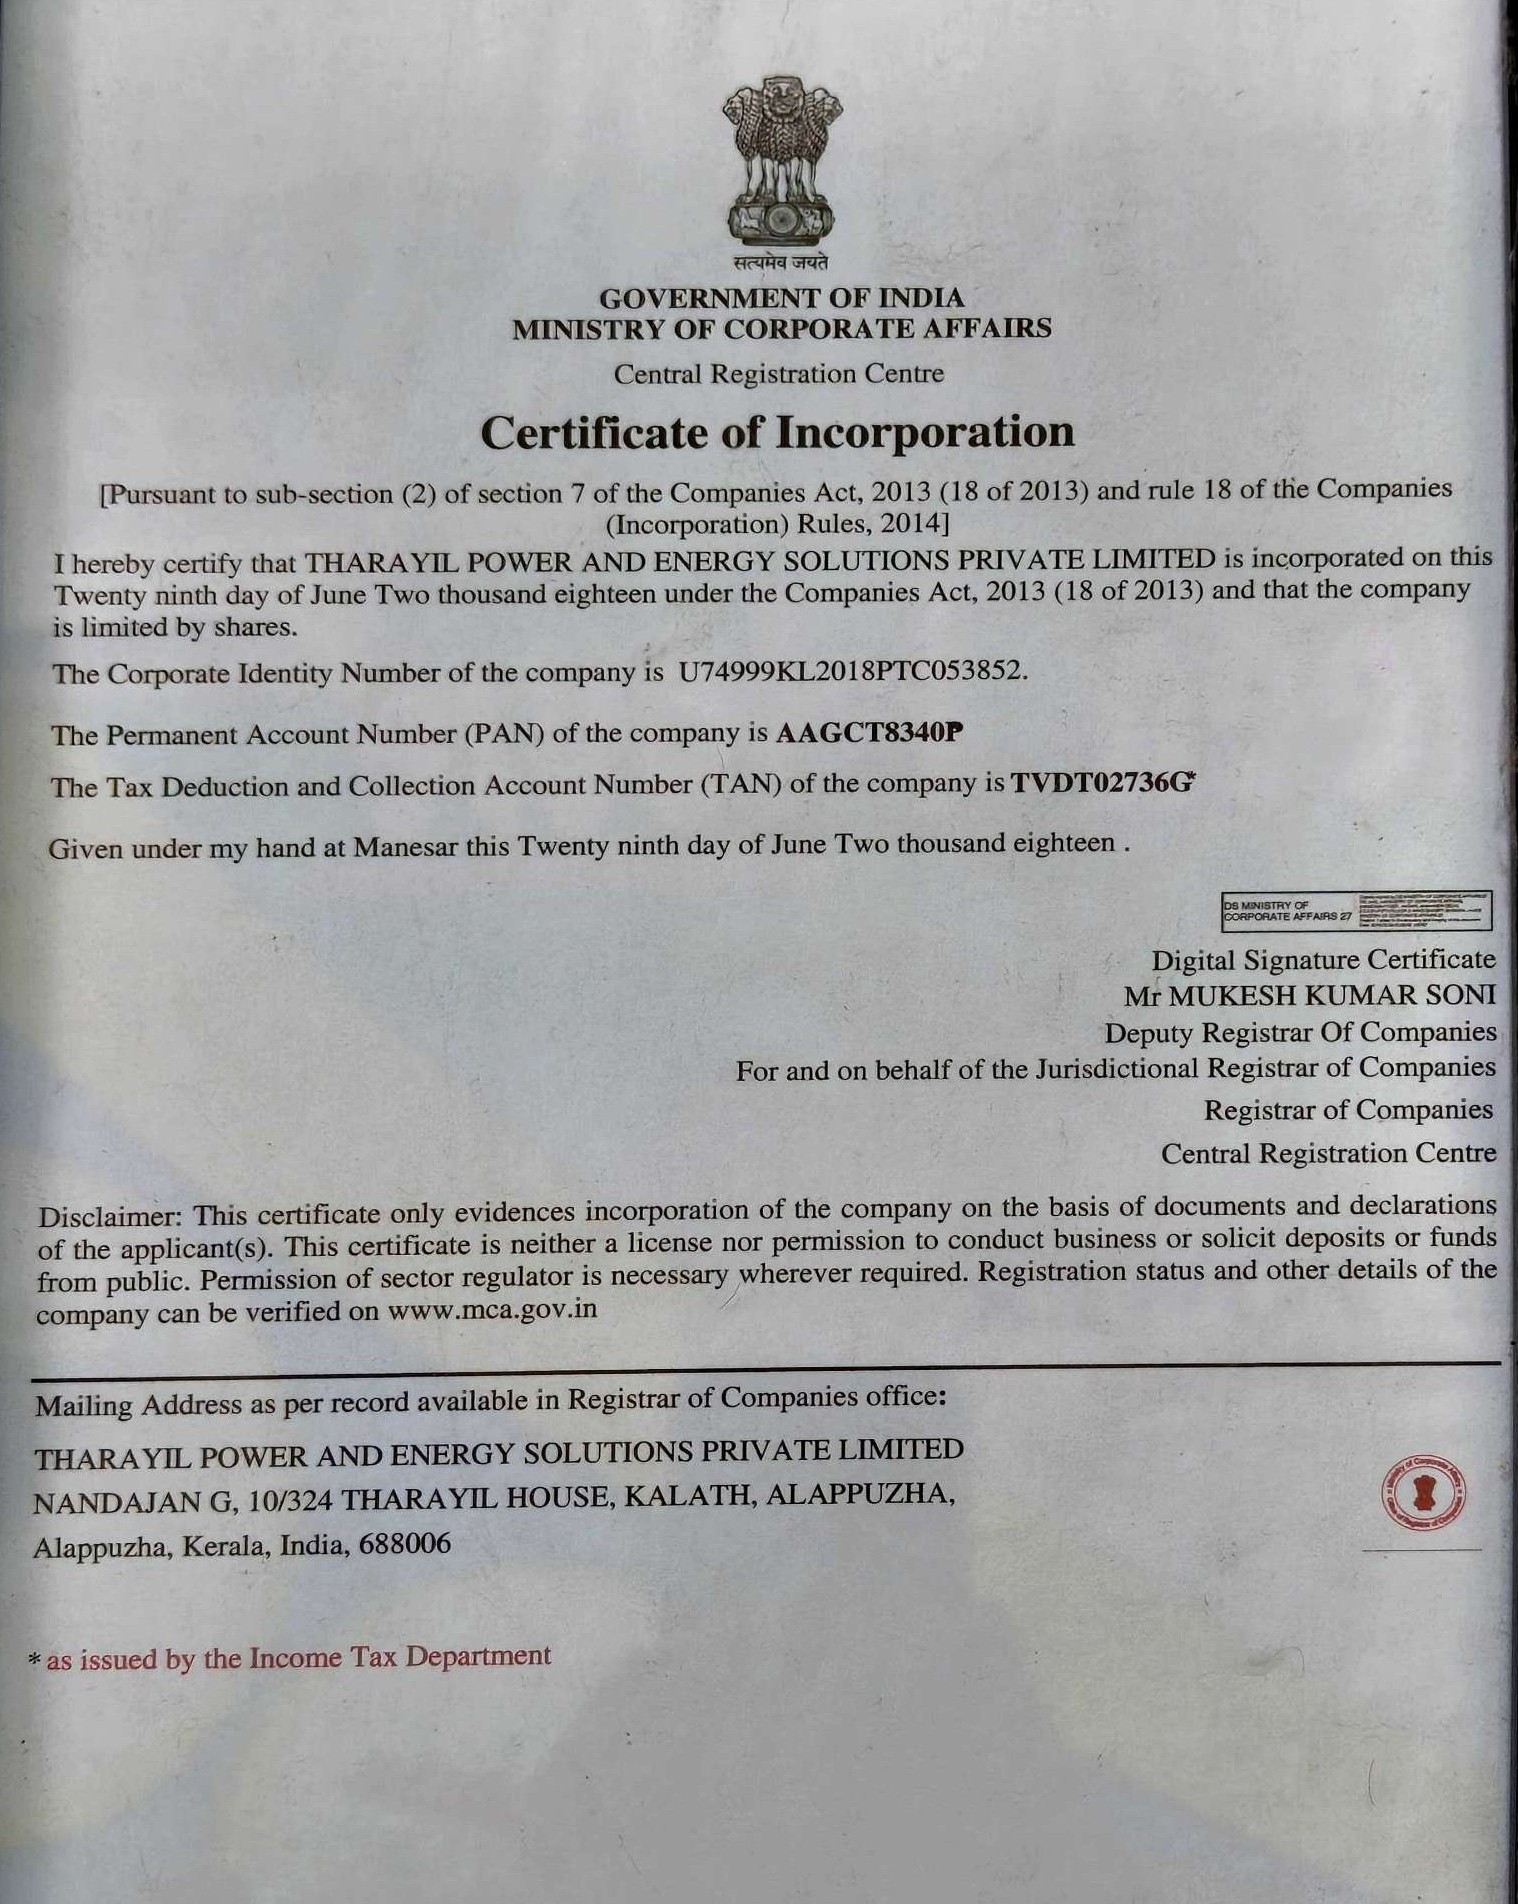 सत्यमेव जयते
GOVERNMENT OF INDIA
MINISTRY OF CORPORATE AFFAIRS
Central Registration Centre
Certificate of Incorporation
[Pursuant to sub-section (2) of section 7 of the Companies Act, 2013 (18 of 2013) and rule 18 of the Companies
(Incorporation) Rules, 2014]
I hereby certify that THARAYIL POWER AND ENERGY SOLUTIONS PRIVATE LIMITED is incorporated on this
Twenty ninth day of June Two thousand eighteen under the Companies Act, 2013 (18 of 2013) and that the company
is limited by shares.
The Corporate Identity Number of the company is U74999KL2018PTC053852.
The Permanent Account Number (PAN) of the company is AAGCT8340P
The Tax Deduction and Collection Account Number (TAN) of the company is TVDT02736G*
Given under my hand at Manesar this Twenty ninth day of June Two thousand eighteen .
DS MINISTRY OF
CORPORATE AFFAIRS 27
Digital Signature Certificate
Mr MUKESH KUMAR SONI
Deputy Registrar Of Companies
For and on behalf of the Jurisdictional Registrar of Companies
Registrar of Companies
Central Registration Centre
Disclaimer: This certificate only evidences incorporation of the company on the basis of documents and declarations
of the applicant(s). This certificate is neither a license nor permission to conduct business or solicit deposits or funds
from public. Permission of sector regulator is necessary wherever required. Registration status and other details of the
company can be verified on www.mca.gov.in
Mailing Address as per record available in Registrar of Companies office:
THARAYIL POWER AND ENERGY SOLUTIONS PRIVATE LIMITED
NANDAJAN G, 10/324 THARAYIL HOUSE, KALATH, ALAPPUZHA,
Alappuzha, Kerala, India, 688006
Ministry of Corporate Affairs
* as issued by the Income Tax Department